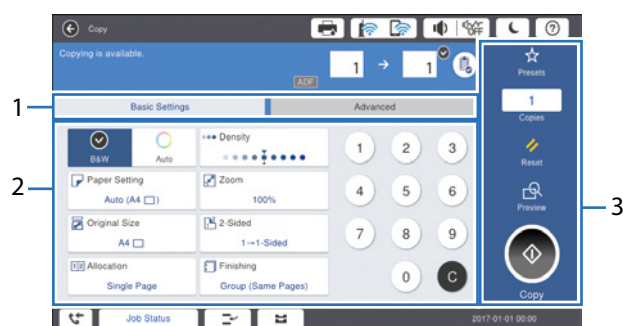 Copy
OFF
Copying is available.
ADF
1 → 1
Presets
1
Copies
Reset
Preview
Copy
1
Basic Settings
Advanced
2
B&W
Auto
Density
Paper Setting
Auto (A4)
Zoom
100%
Original Size
A4
2-Sided
1→1-Sided
Allocation
Single Page
Finishing
Group (Same Pages)
1 2 3
4 5 6
7 8 9
0 C
3
Job Status
2017-01-01 00:00